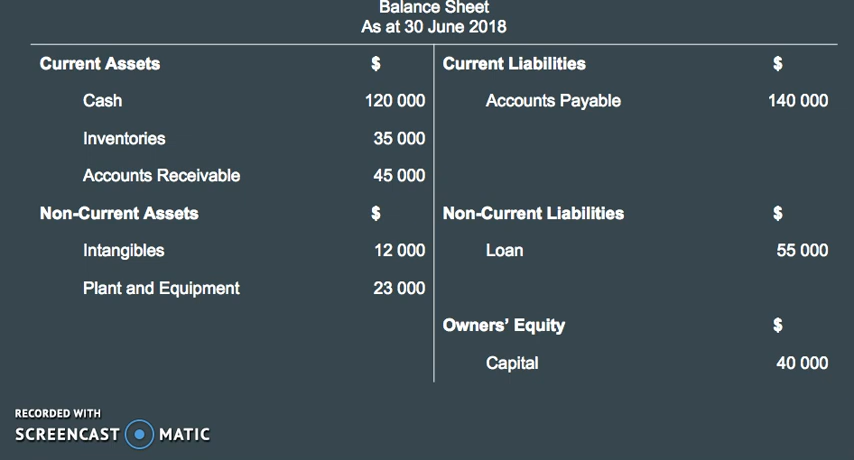 Balance Sheet
As at 30 June 2018
Current Assets $ Current Liabilities $
Cash 120 000 Accounts Payable 140 000
Inventories 35 000
Accounts Receivable 45 000
Non-Current Assets $ Non-Current Liabilities $
Intangibles 12 000 Loan 55 000
Plant and Equipment 23 000
Owners’ Equity $
Capital 40 000
RECORDED WITH
SCREENCAST MATIC